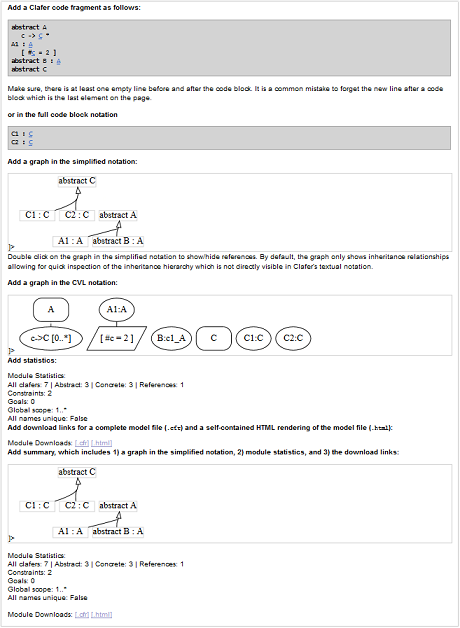 Add a Clafer code fragment as follows:
abstract A
c -> C *
A1 : A
[ #c = 2 ]
abstract B : A
abstract C
Make sure, there is at least one empty line before and after the code block. It is a common mistake to forget the new line after a code
block which is the last element on the page.
or in the full code block notation
C1 : C
C2 : C
Add a graph in the simplified notation:
abstract C
C1 : C C2 : C abstract A
A1 : A abstract B : A
]>
Double click on the graph in the simplified notation to show/hide references. By default, the graph only shows inheritance relationships
allowing for quick inspection of the inheritance hierarchy which is not directly visible in Clafer's textual notation.
Add a graph in the CVL notation:
A A1:A
c->C [0..*] [ #c = 2 ] B:c1_A C C1:C C2:C
]>
Add statistics:
Module Statistics:
All clafers: 7 | Abstract: 3 | Concrete: 3 | References: 1
Constraints: 2
Goals: 0
Global scope: 1..*
All names unique: False
Add download links for a complete model file (.cfr) and a self-contained HTML rendering of the model file (.html):
Module Downloads: [.cfr] [.html]
Add summary, which includes 1) a graph in the simplified notation, 2) module statistics, and 3) the download links:
abstract C
C1 : C C2 : C abstract A
A1 : A abstract B : A
]>
Module Statistics:
All clafers: 7 | Abstract: 3 | Concrete: 3 | References: 1
Constraints: 2
Goals: 0
Global scope: 1..*
All names unique: False
Module Downloads: [.cfr] [.html]